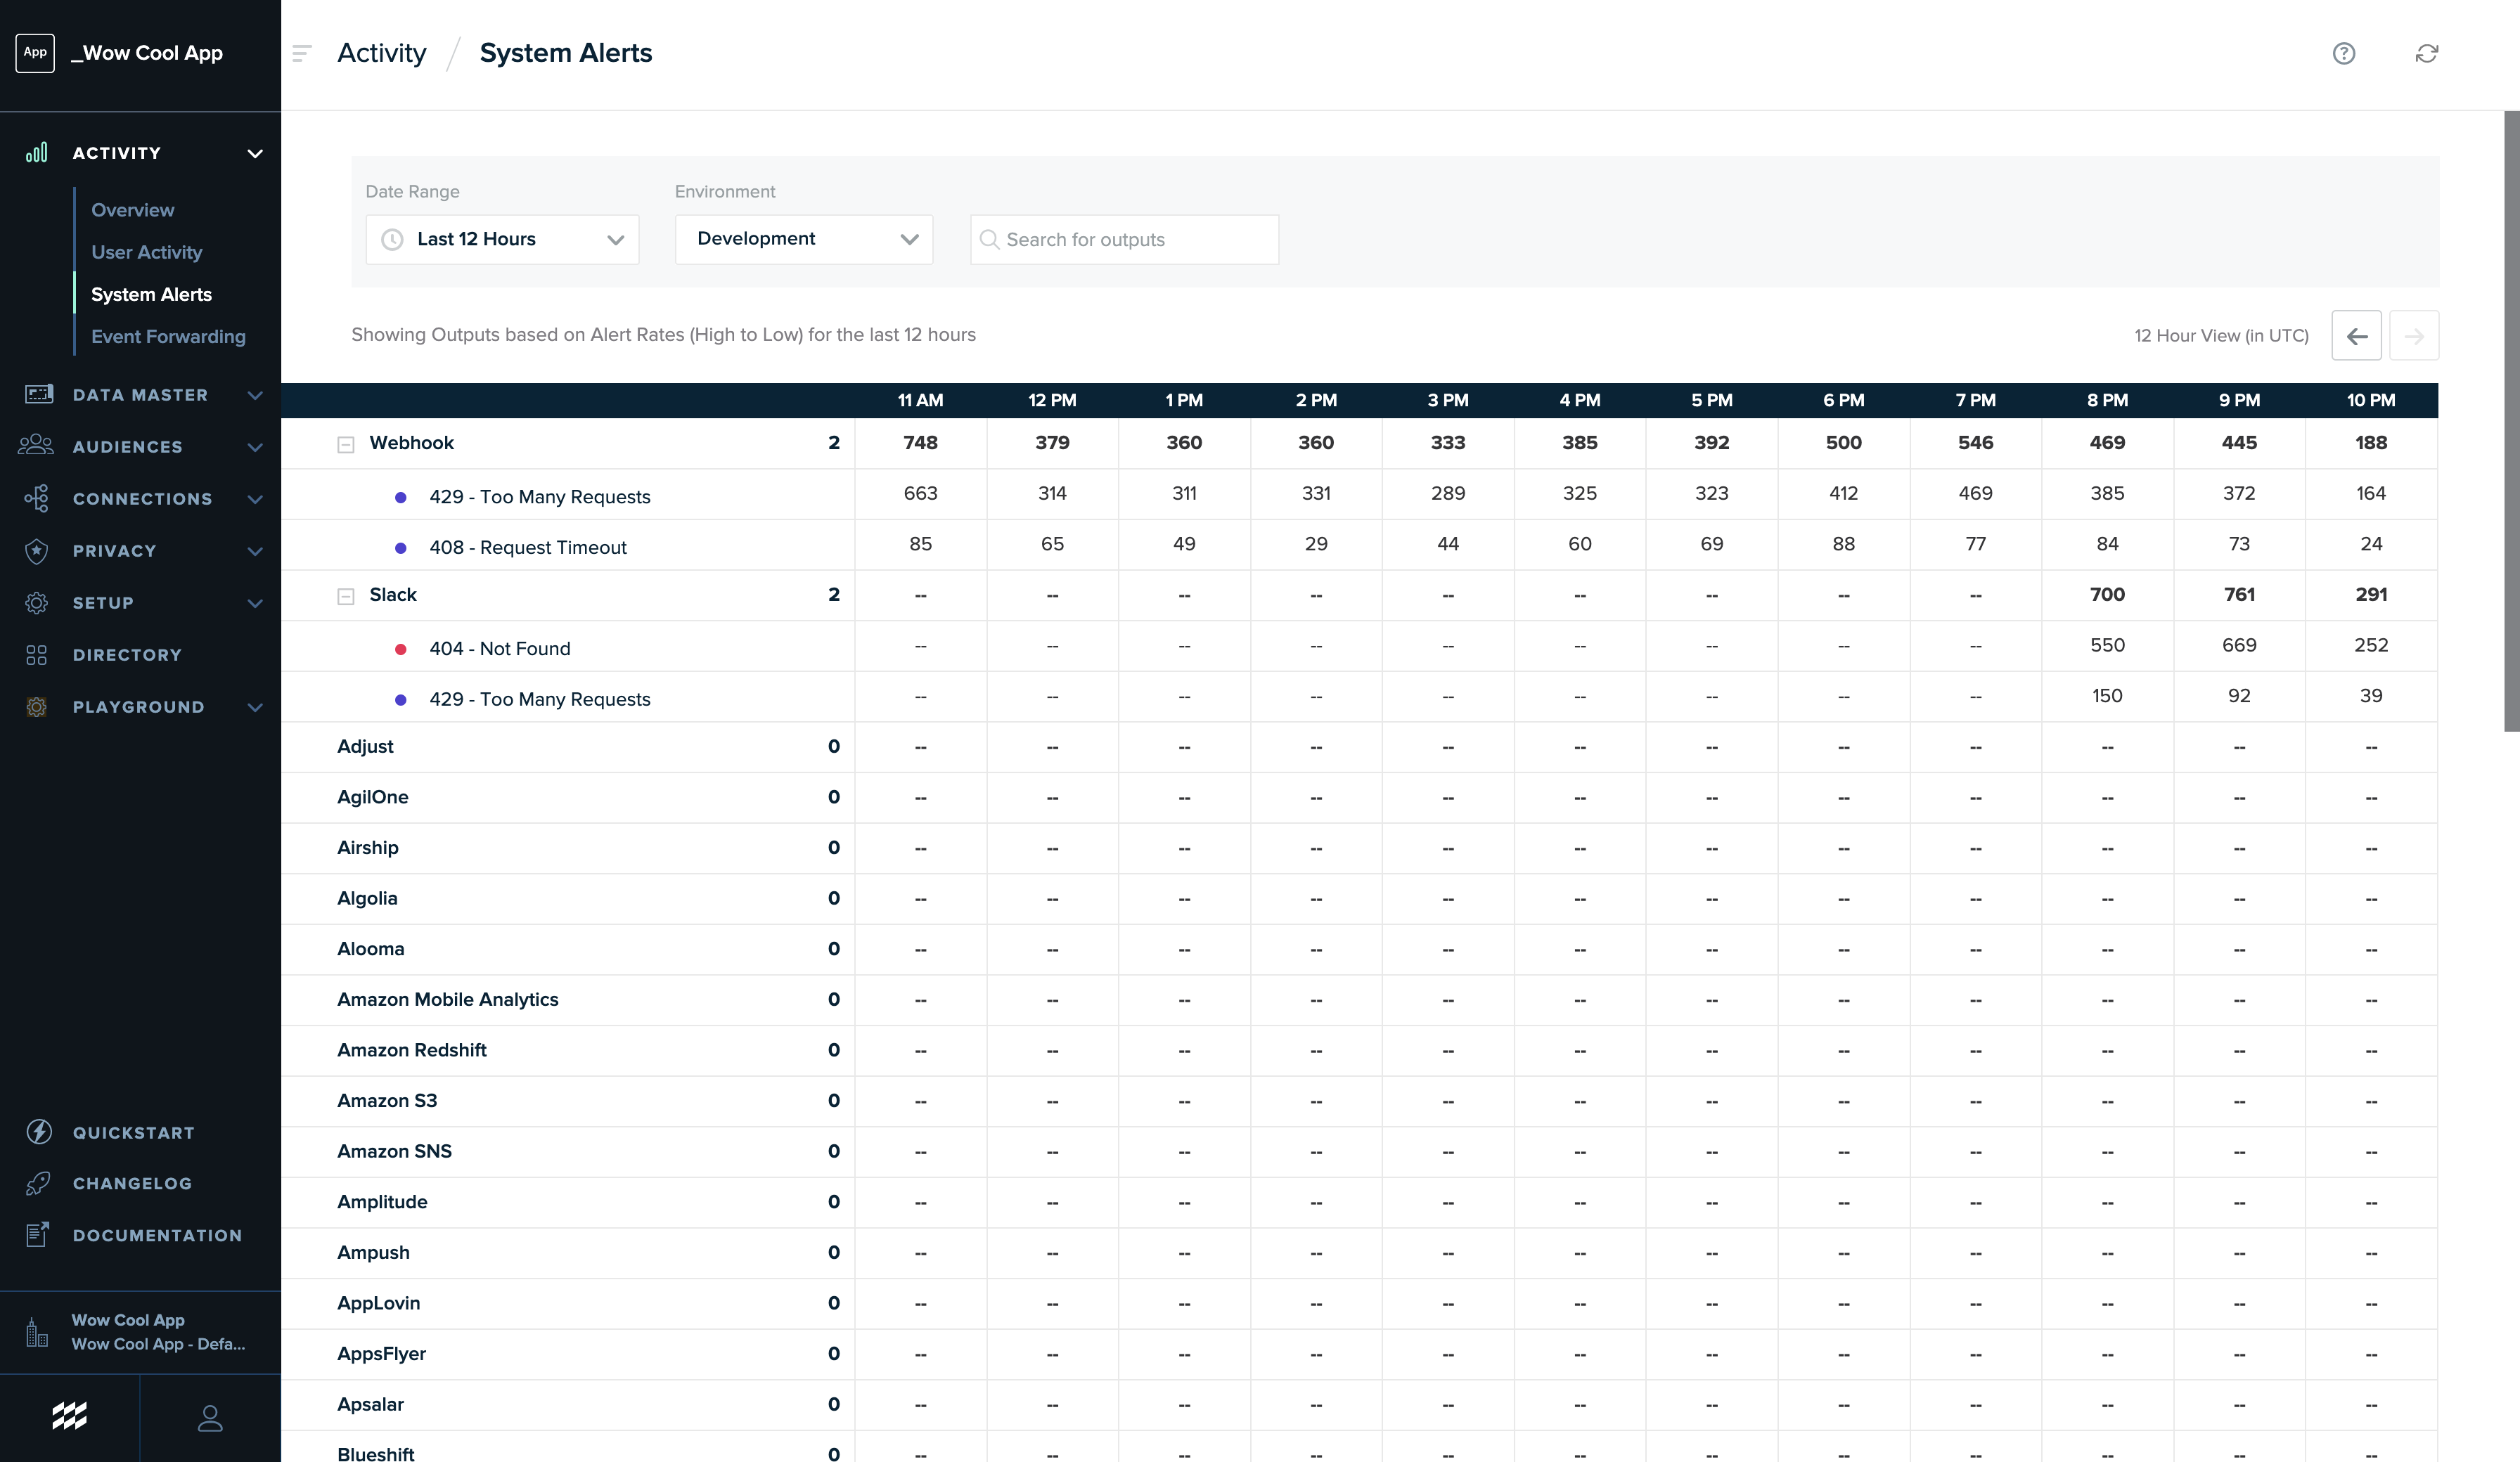 App
_Wow Cool App
ACTIVITY
Overview
User Activity
System Alerts
Event Forwarding
DATA MASTER
AUDIENCES
CONNECTIONS
PRIVACY
SETUP
DIRECTORY
PLAYGROUND
QUICKSTART
CHANGELOG
DOCUMENTATION
Wow Cool App
Wow Cool App - Defa...
Activity / System Alerts
Date Range
Environment
Last 12 Hours
Development
Search for outputs
Showing Outputs based on Alert Rates (High to Low) for the last 12 hours
12 Hour View (in UTC)
11 AM 12 PM 1 PM 2 PM 3 PM 4 PM 5 PM 6 PM 7 PM 8 PM 9 PM 10 PM
Webhook 2 748 379 360 360 333 385 392 500 546 469 445 188
429 - Too Many Requests 663 314 311 331 289 325 323 412 469 385 372 164
408 - Request Timeout 85 65 49 29 44 60 69 88 77 84 73 24
Slack 2 -- -- -- -- -- -- -- -- -- 700 761 291
404 - Not Found -- -- -- -- -- -- -- -- -- 550 669 252
429 - Too Many Requests -- -- -- -- -- -- -- -- -- 150 92 39
Adjust 0 -- -- -- -- -- -- -- -- -- -- -- --
AgilOne 0 -- -- -- -- -- -- -- -- -- -- -- --
Airship 0 -- -- -- -- -- -- -- -- -- -- -- --
Algolia 0 -- -- -- -- -- -- -- -- -- -- -- --
Alooma 0 -- -- -- -- -- -- -- -- -- -- -- --
Amazon Mobile Analytics 0 -- -- -- -- -- -- -- -- -- -- -- --
Amazon Redshift 0 -- -- -- -- -- -- -- -- -- -- -- --
Amazon S3 0 -- -- -- -- -- -- -- -- -- -- -- --
Amazon SNS 0 -- -- -- -- -- -- -- -- -- -- -- --
Amplitude 0 -- -- -- -- -- -- -- -- -- -- -- --
Ampush 0 -- -- -- -- -- -- -- -- -- -- -- --
AppLovin 0 -- -- -- -- -- -- -- -- -- -- -- --
AppsFlyer 0 -- -- -- -- -- -- -- -- -- -- -- --
Apsalar 0 -- -- -- -- -- -- -- -- -- -- -- --
Blueshift 0 -- -- -- -- -- -- -- -- -- -- -- --